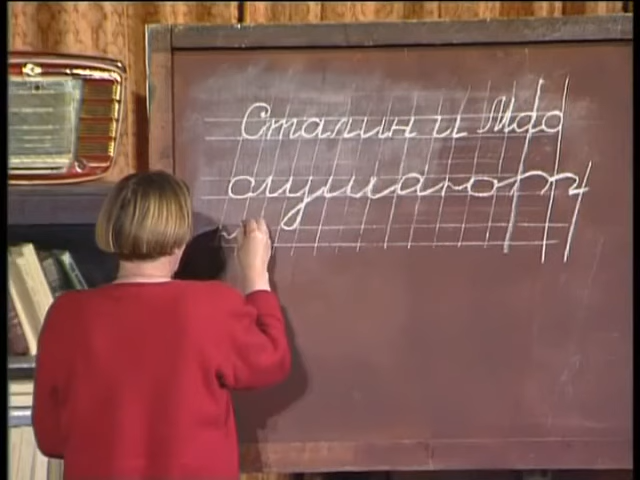 Сталин и Мао
слушают